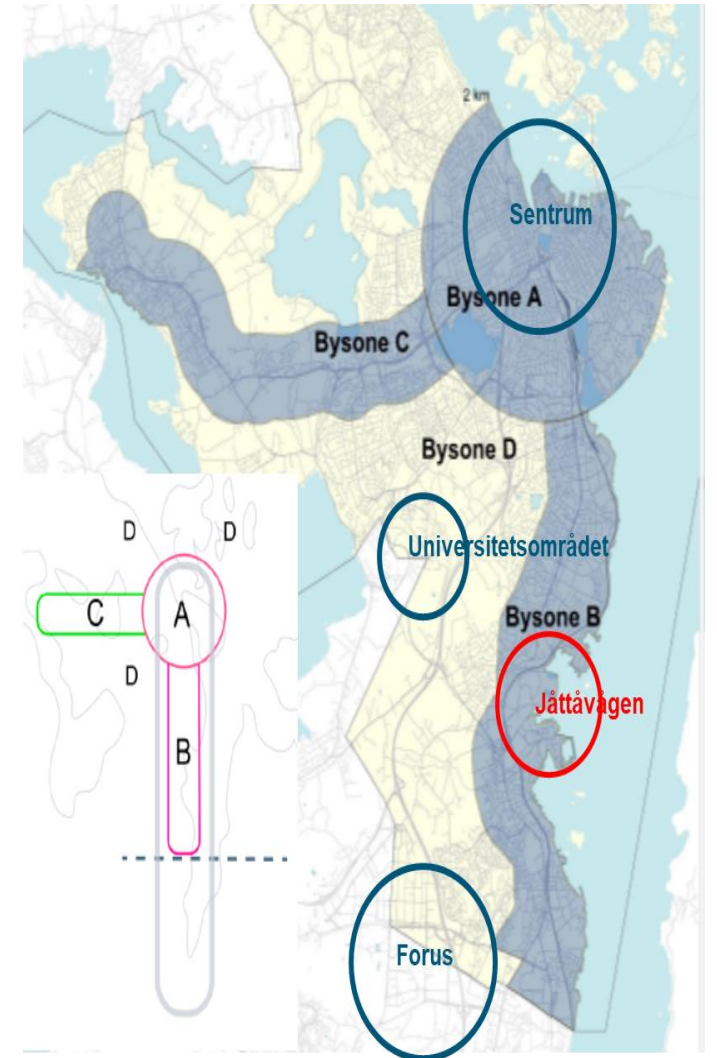 2 km
Sentrum
Bysone A
Bysone C
Bysone D
Universitetsområdet
Bysone B
Jåttåvågen
Forus
D
D
C
A
D
B